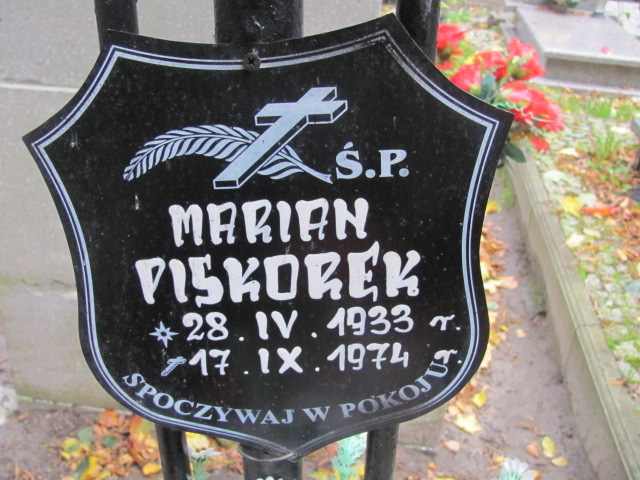 Ś.P.
MARIAN
PISKOREK
28.IV.1933 r.
17.IX.1974 r.
SPOCZYWAJ W POKOJU